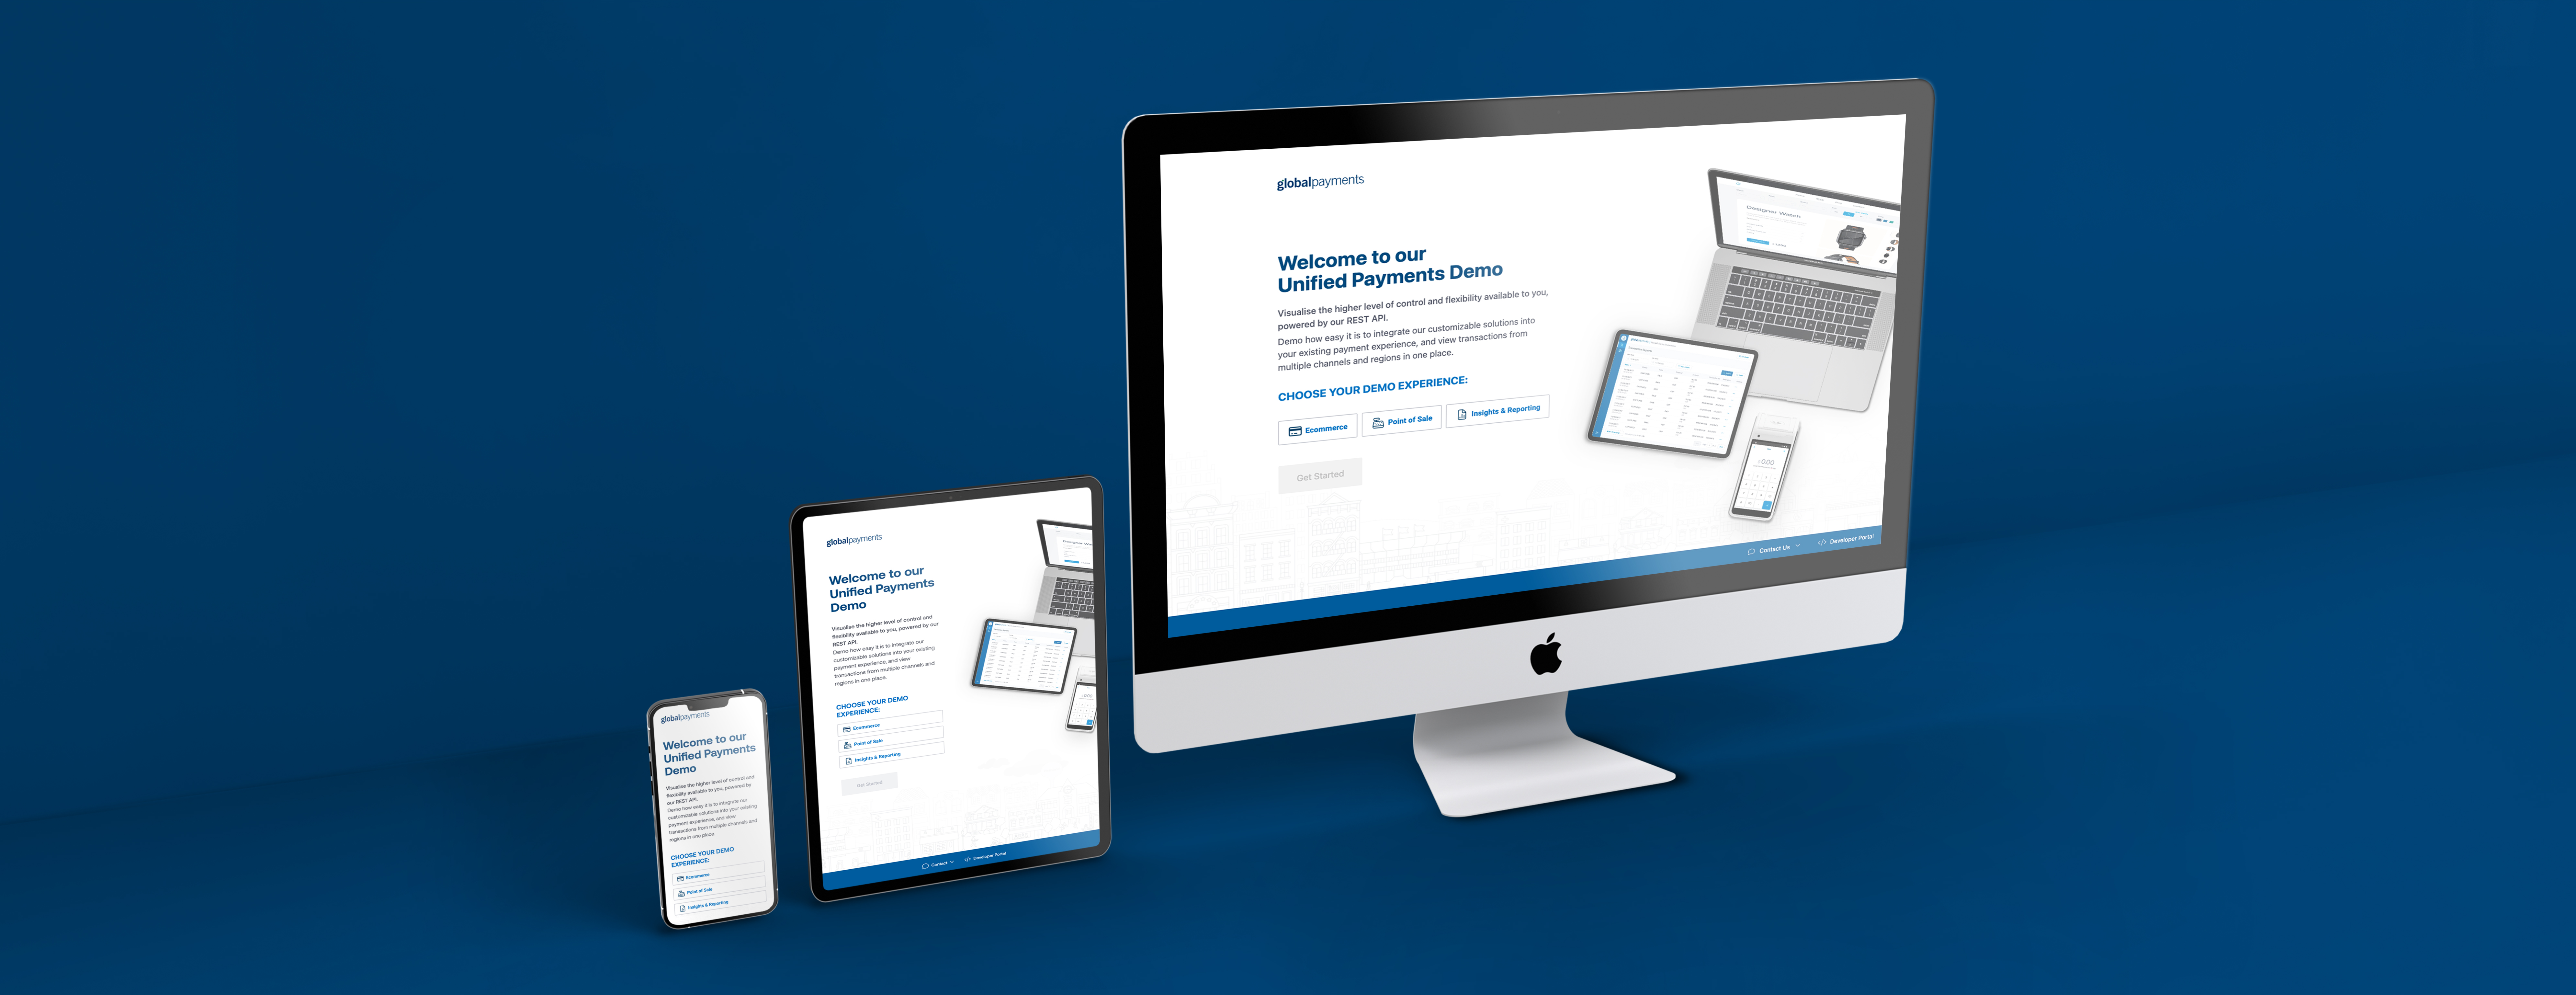 globalpayments
Welcome to our
Unified Payments Demo
Visualise the higher level of control and flexibility available to you,
powered by our REST API.
Demo how easy it is to integrate our customizable solutions into
your existing payment experience, and view transactions from
multiple channels and regions in one place.
CHOOSE YOUR DEMO EXPERIENCE:
Ecommerce
Point of Sale
Insights & Reporting
Get Started
Designer Watch
0.00
Contact Us
Developer Portal
globalpayments
Welcome to our
Unified Payments
Demo
Visualise the higher level of control and
flexibility available to you, powered by our
REST API.
Demo how easy it is to integrate our
customizable solutions into your existing
payment experience, and view
transactions from multiple channels and
regions in one place.
CHOOSE YOUR DEMO
EXPERIENCE:
Ecommerce
Point of Sale
Insights & Reporting
Get Started
Contact
Developer Portal
globalpayments
Welcome to our
Unified Payments
Demo
Visualise the higher level of control and
flexibility available to you, powered by
our REST API.
Demo how easy it is to integrate our
customizable solutions into your existing
payment experience, and view
transactions from multiple channels and
regions in one place.
CHOOSE YOUR DEMO
EXPERIENCE:
Ecommerce
Point of Sale
Insights & Reporting